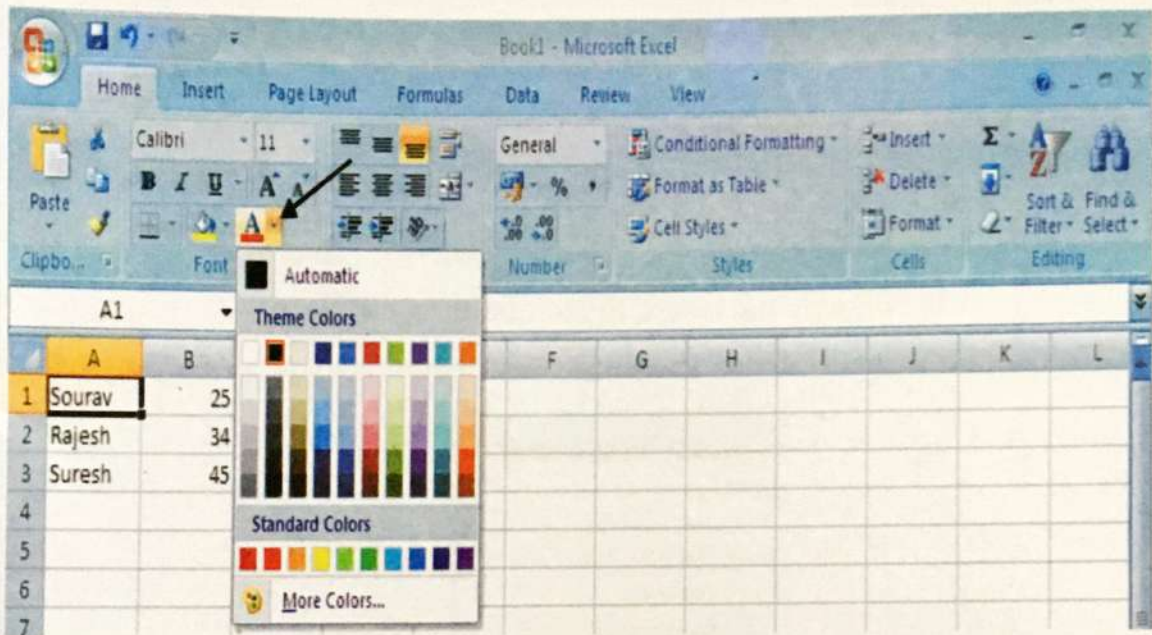 Book1 - Microsoft Excel
Home Insert Page Layout Formulas Data Review View
Calibri 11 General Conditional Formatting Insert Σ
Paste B I U A A % , Format as Table Delete Sort & Find &
A Cell Styles Format Filter Select
Clipbo... Font Number Styles Cells Editing
Automatic
A1
Theme Colors
A B F G H I J K L
1 Sourav 25
2 Rajesh 34
3 Suresh 45
4
Standard Colors
5
6
More Colors...
7